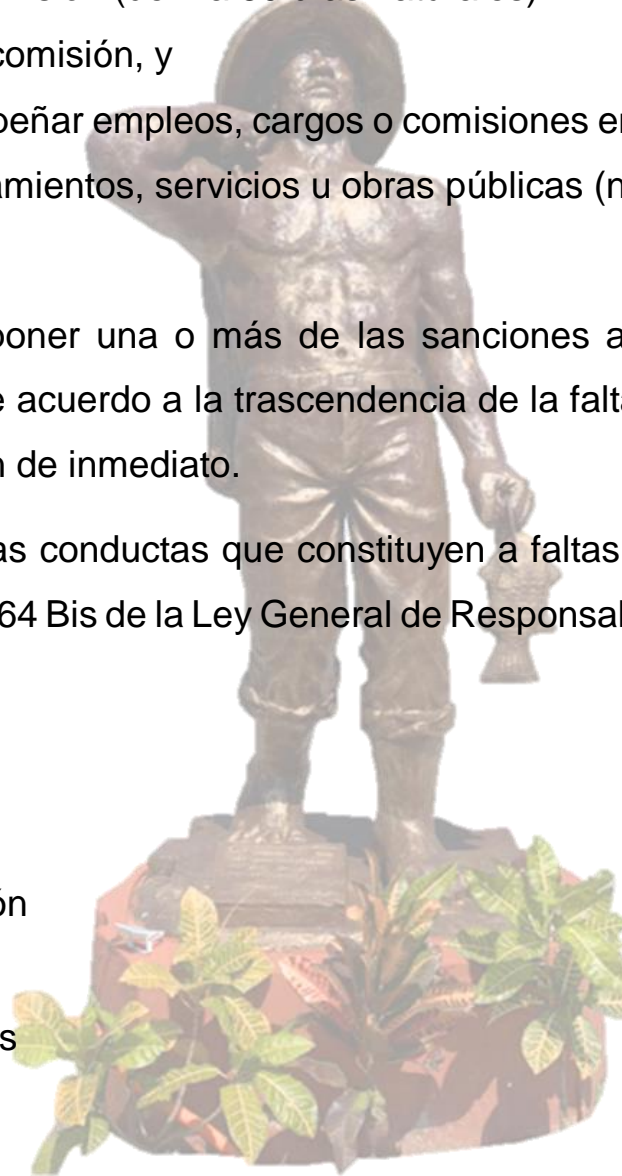 comisión, y
peñar empleos, cargos o comisiones en
amientos, servicios u obras públicas (n
poner una o más de las sanciones a
e acuerdo a la trascendencia de la falta
n de inmediato.
as conductas que constituyen a faltas
64 Bis de la Ley General de Responsal
ón
s